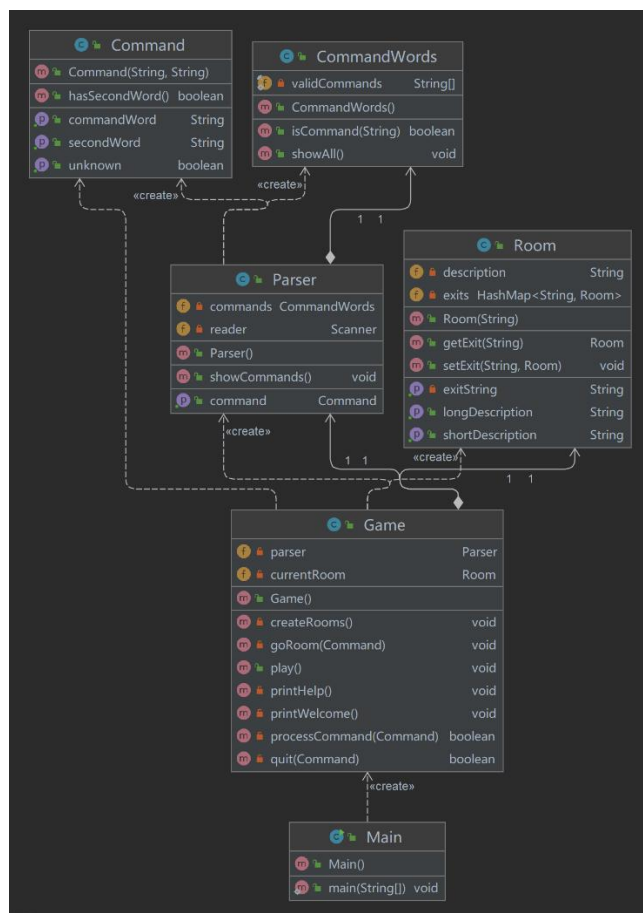 Command
Command(String, String)
hasSecondWord() boolean
commandWord String
secondWord String
unknown boolean
CommandWords
validCommands String[]
CommandWords()
isCommand(String) boolean
showAll() void
«create»
«create»
1 1
Parser
commands CommandWords
reader Scanner
Parser()
showCommands() void
command Command
Room
description String
exits HashMap<String, Room>
Room(String)
getExit(String) Room
setExit(String, Room) void
exitString String
longDescription String
shortDescription String
«create»
«create»
1 1
1 1
Game
parser Parser
currentRoom Room
Game()
createRooms() void
goRoom(Command) void
play() void
printHelp() void
printWelcome() void
processCommand(Command) boolean
quit(Command) boolean
«create»
Main
Main()
main(String[]) void